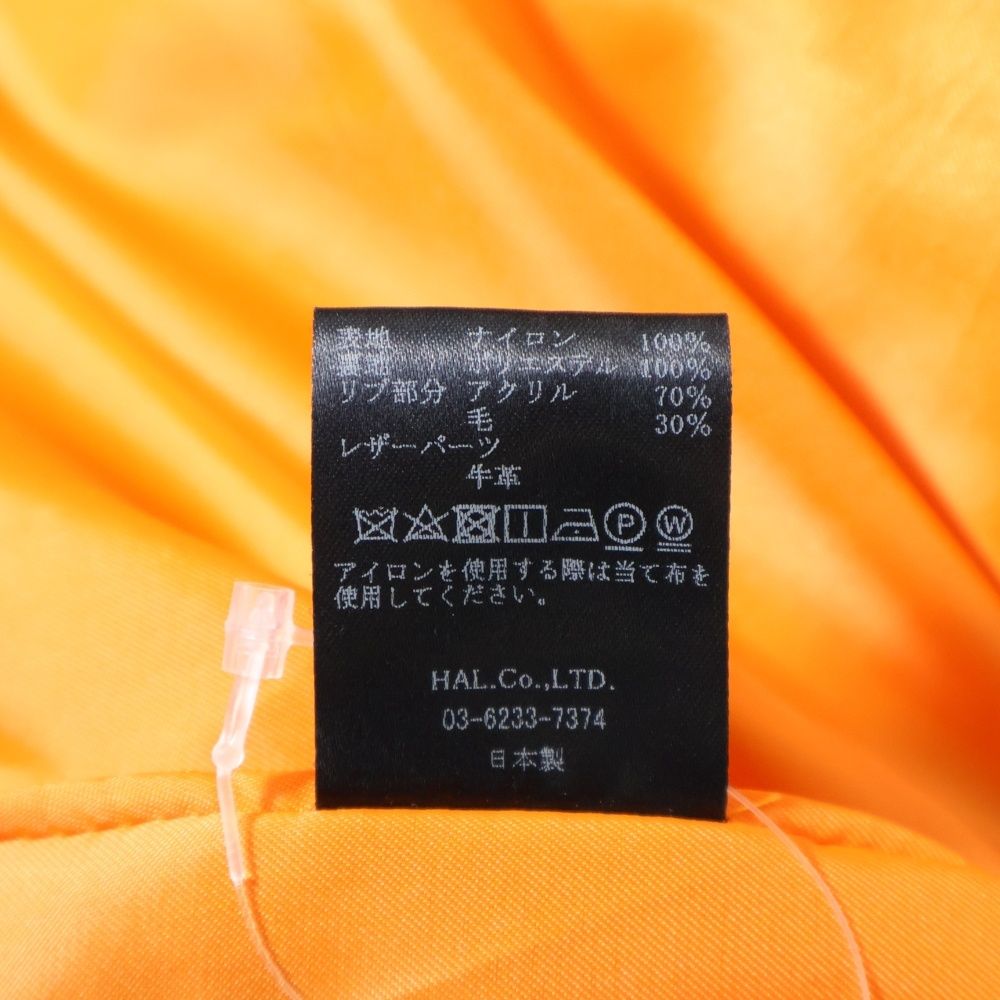 表地 ナイロン 100%
裏地 ポリエステル 100%
リブ部分 アクリル 70%
毛 30%
レザーパーツ
牛革
P W
アイロンを使用する際は当て布を
使用してください。
HAL.Co.,LTD.
03-6233-7374
日本製